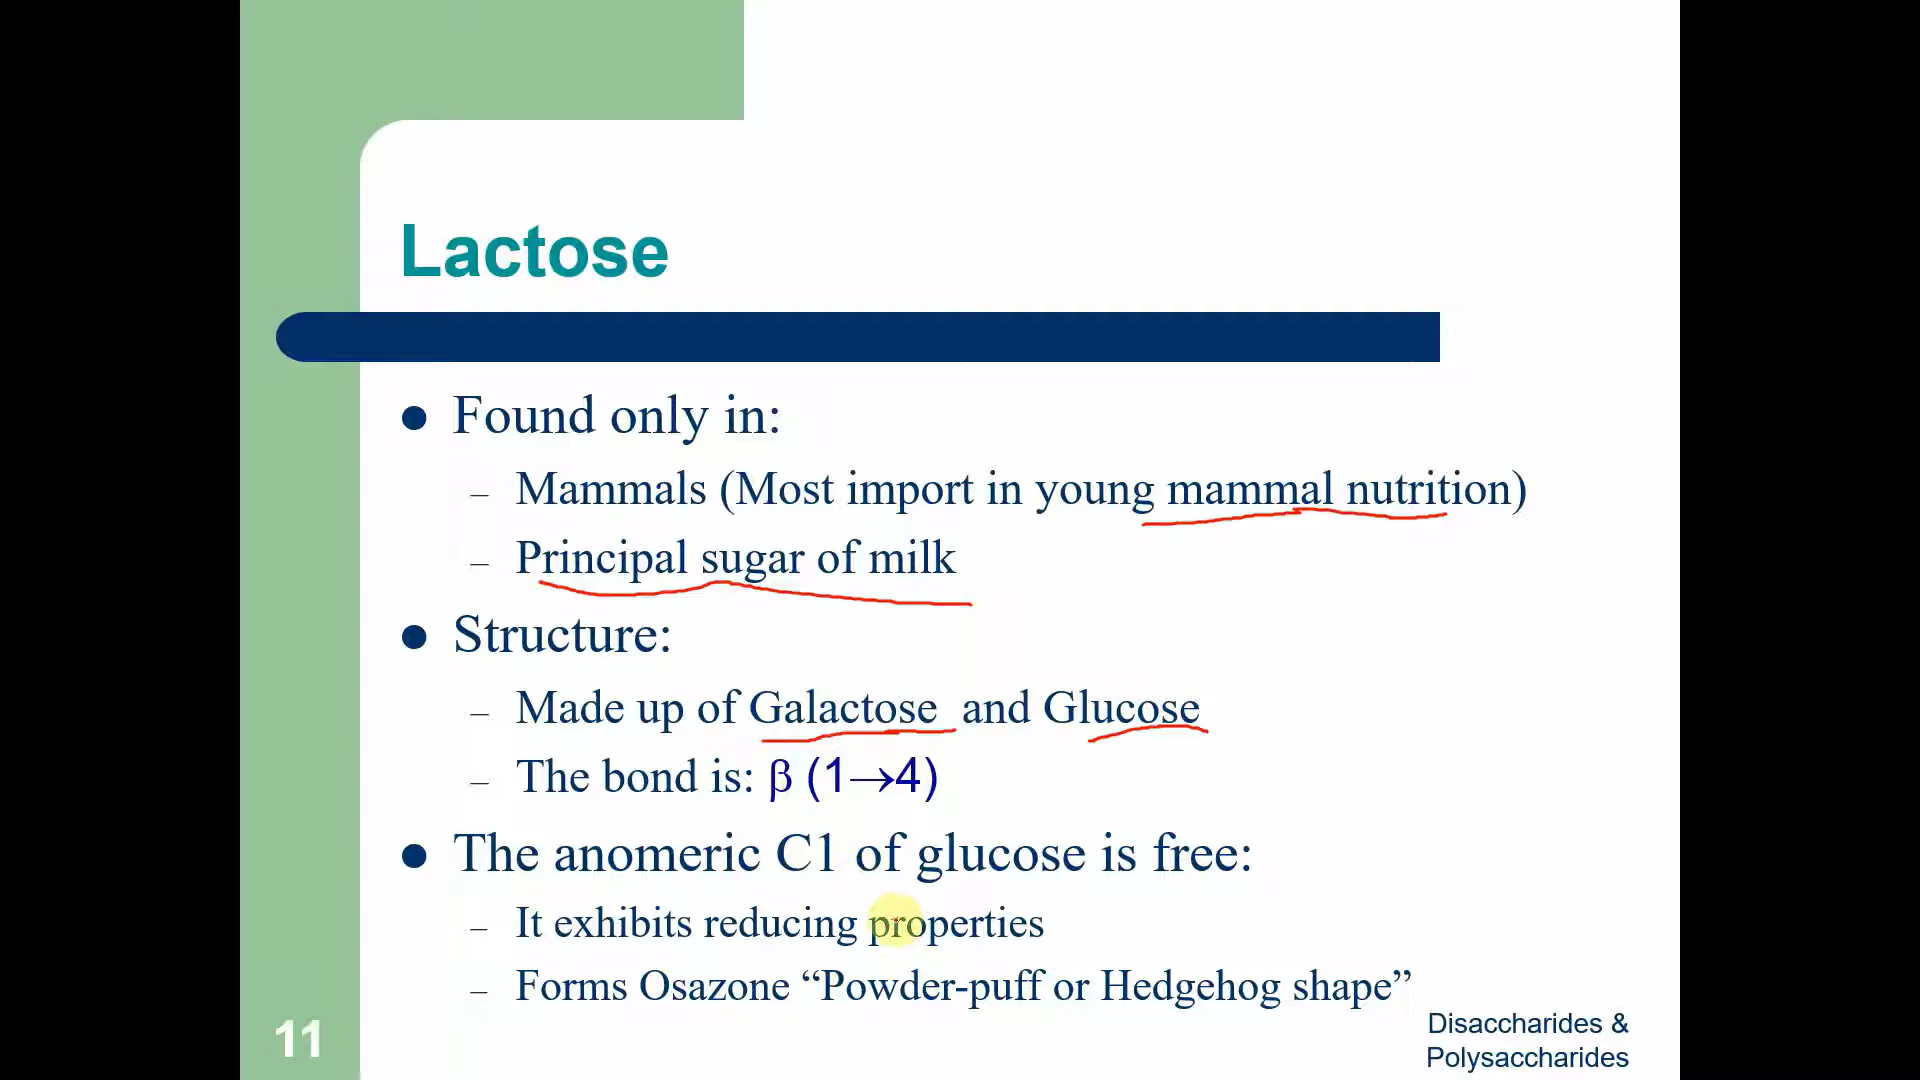 Lactose
● Found only in:
– Mammals (Most import in young mammal nutrition)
– Principal sugar of milk
● Structure:
– Made up of Galactose and Glucose
– The bond is: β (1→4)
● The anomeric C1 of glucose is free:
– It exhibits reducing properties
– Forms Osazone “Powder-puff or Hedgehog shape”
11
Disaccharides &
Polysaccharides